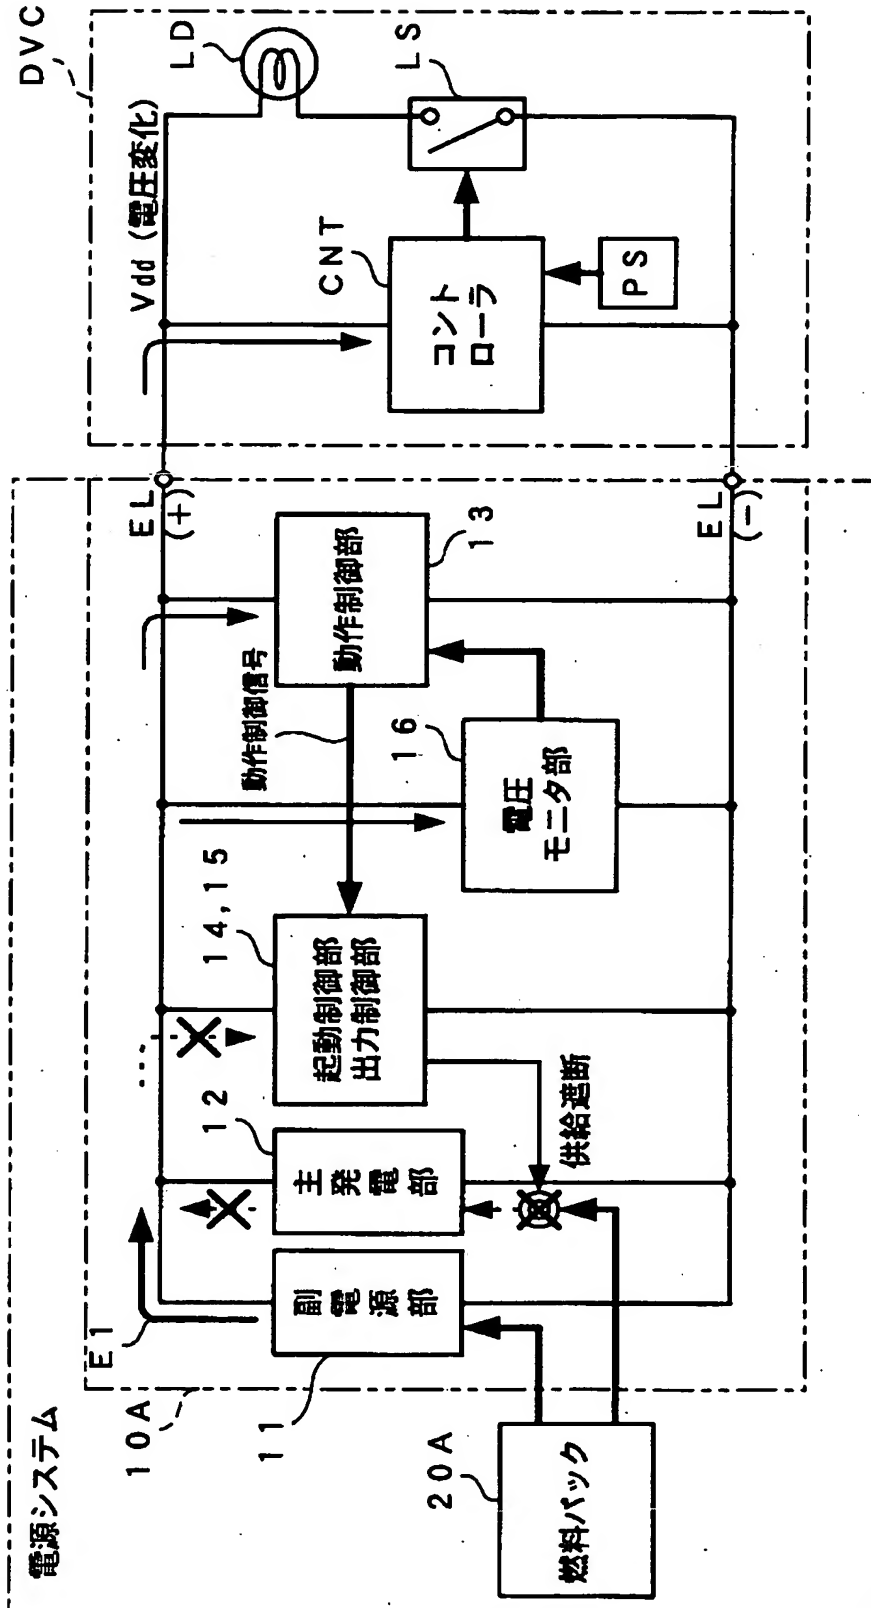 電源システム
10A
E1
11
副電源部
12
主発電部
14,15
起動制御部
出力制御部
供給遮断
動作制御信号
16
電圧
モニタ部
動作制御部
13
EL
(+)
EL
(-)
20A
燃料パック
DVC
Vdd (電圧変化)
LD
LS
CNT
コント
ローラ
PS